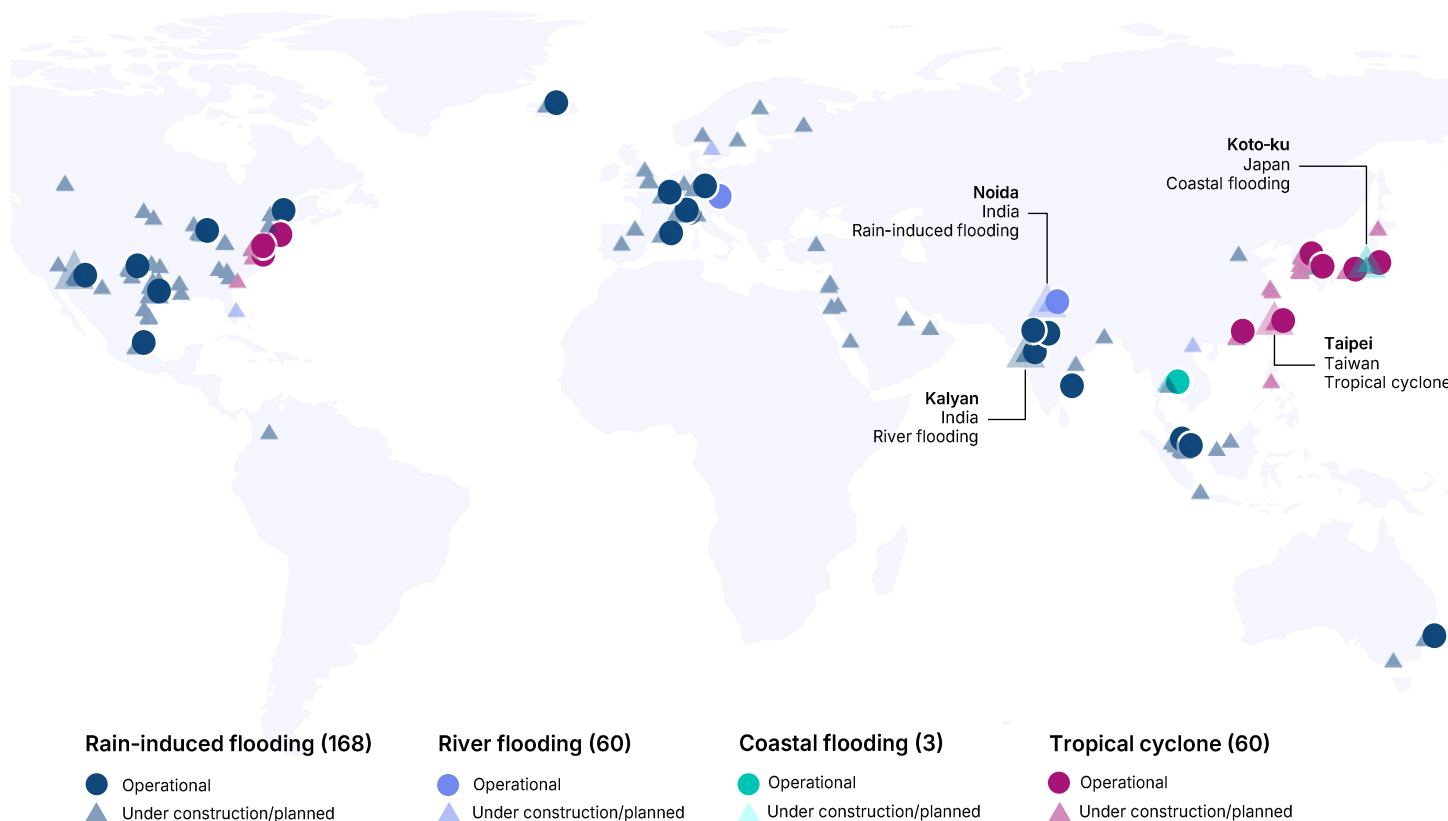 Koto-ku
Japan
Coastal flooding
Noida
India
Rain-induced flooding
Taipei
Taiwan
Tropical cyclone
Kalyan
India
River flooding
Rain-induced flooding (168)
Operational
Under construction/planned
River flooding (60)
Operational
Under construction/planned
Coastal flooding (3)
Operational
Under construction/planned
Tropical cyclone (60)
Operational
Under construction/planned